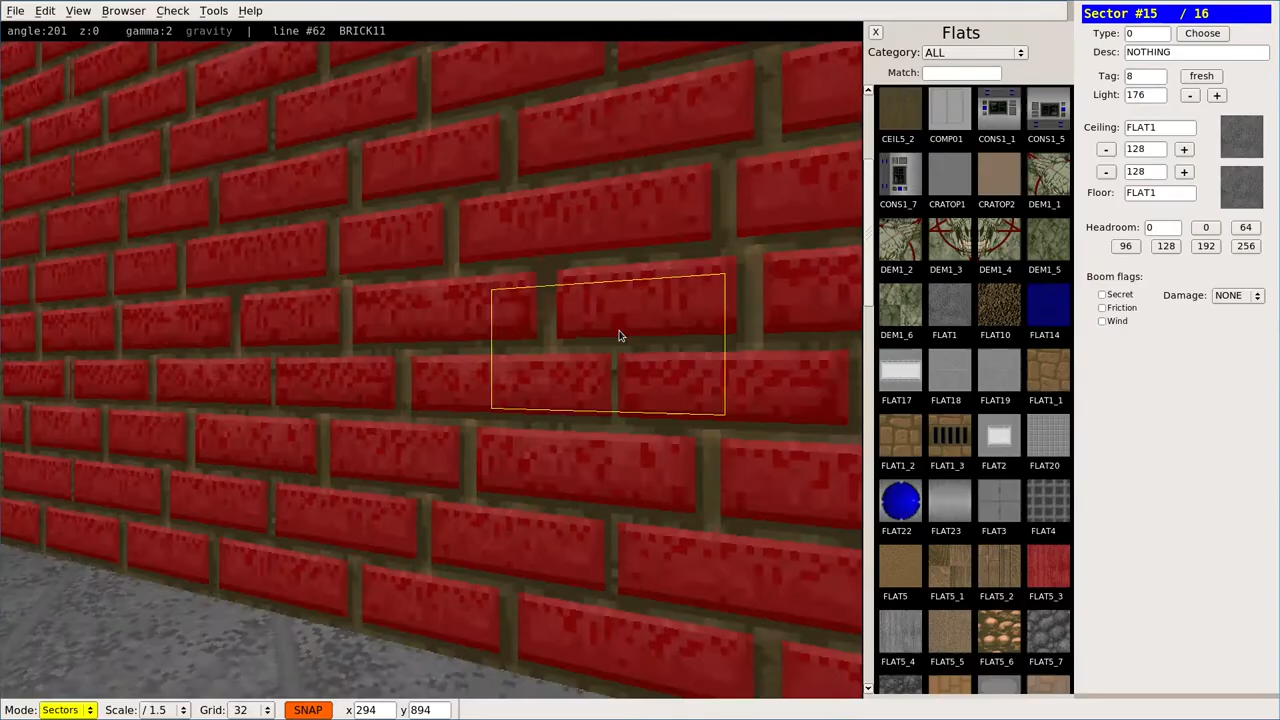 File Edit View Browser Check Tools Help
angle:201 z:0 gamma:2 gravity | line #62 BRICK11
X Flats
Category: ALL
Match:
CEIL5_2 COMP01 CONS1_1 CONS1_5
CONS1_7 CRATOP1 CRATOP2 DEM1_1
DEM1_2 DEM1_3 DEM1_4 DEM1_5
DEM1_6 FLAT1 FLAT10 FLAT14
FLAT17 FLAT18 FLAT19 FLAT1_1
FLAT1_2 FLAT1_3 FLAT2 FLAT20
FLAT22 FLAT23 FLAT3 FLAT4
FLAT5 FLAT5_1 FLAT5_2 FLAT5_3
FLAT5_4 FLAT5_5 FLAT5_6 FLAT5_7
Sector #15 / 16
Type: 0 Choose
Desc: NOTHING
Tag: 8 fresh
Light: 176 - +
Ceiling: FLAT1
- 128 +
- 128 +
Floor: FLAT1
Headroom: 0 0 64
96 128 192 256
Boom flags:
Secret Damage: NONE
Friction
Wind
Mode: Sectors Scale: / 1.5 Grid: 32 SNAP x 294 y 894